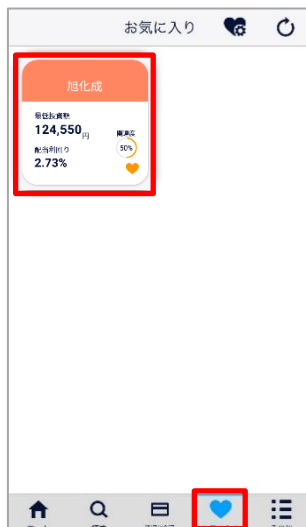 お気に入り
旭化成
最低投資額
124,550円
関連度
50%
配当利回り
2.73%